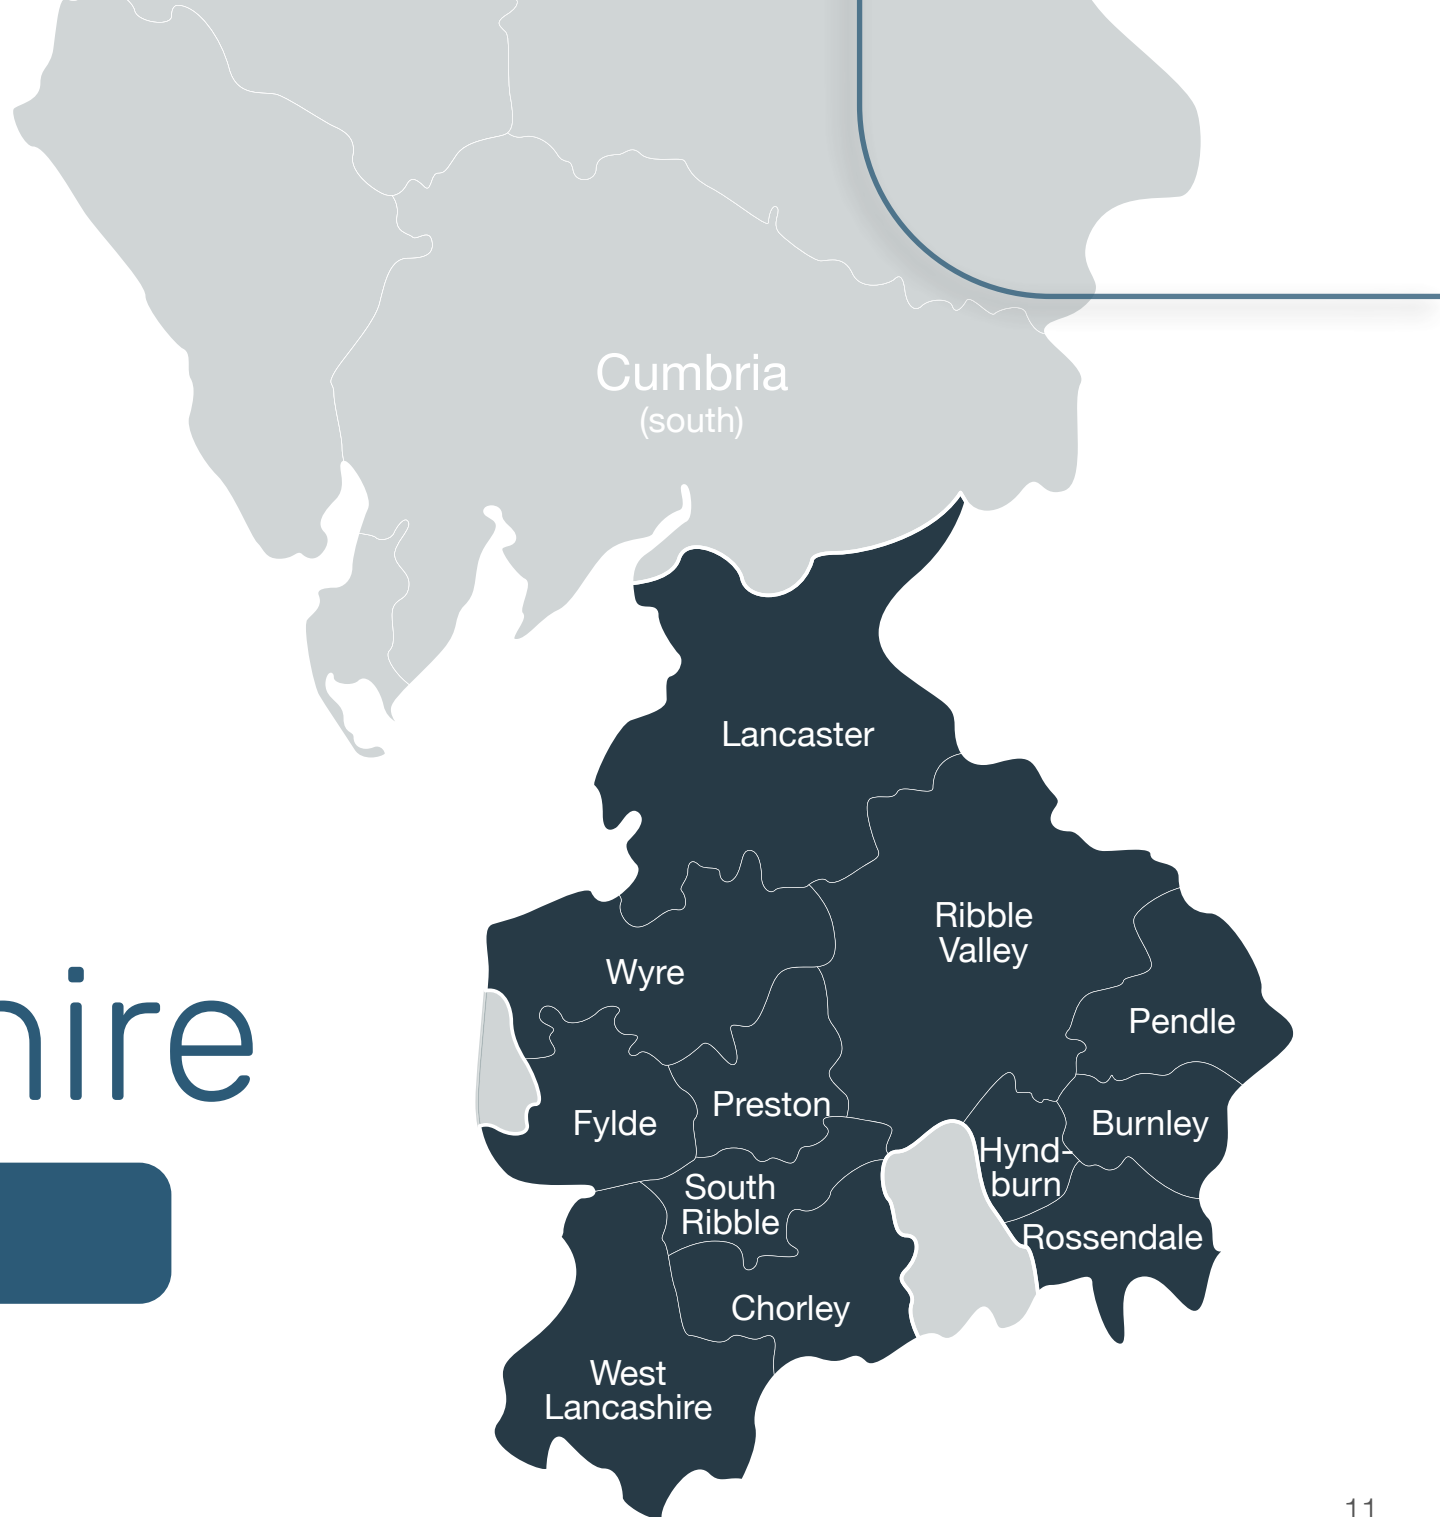 Cumbria
(south)
Lancaster
Ribble
Valley
Wyre
hire
Pendle
Preston
Fylde
Burnley
Hynd-
burn
South
Ribble
Rossendale
Chorley
West
Lancashire
11